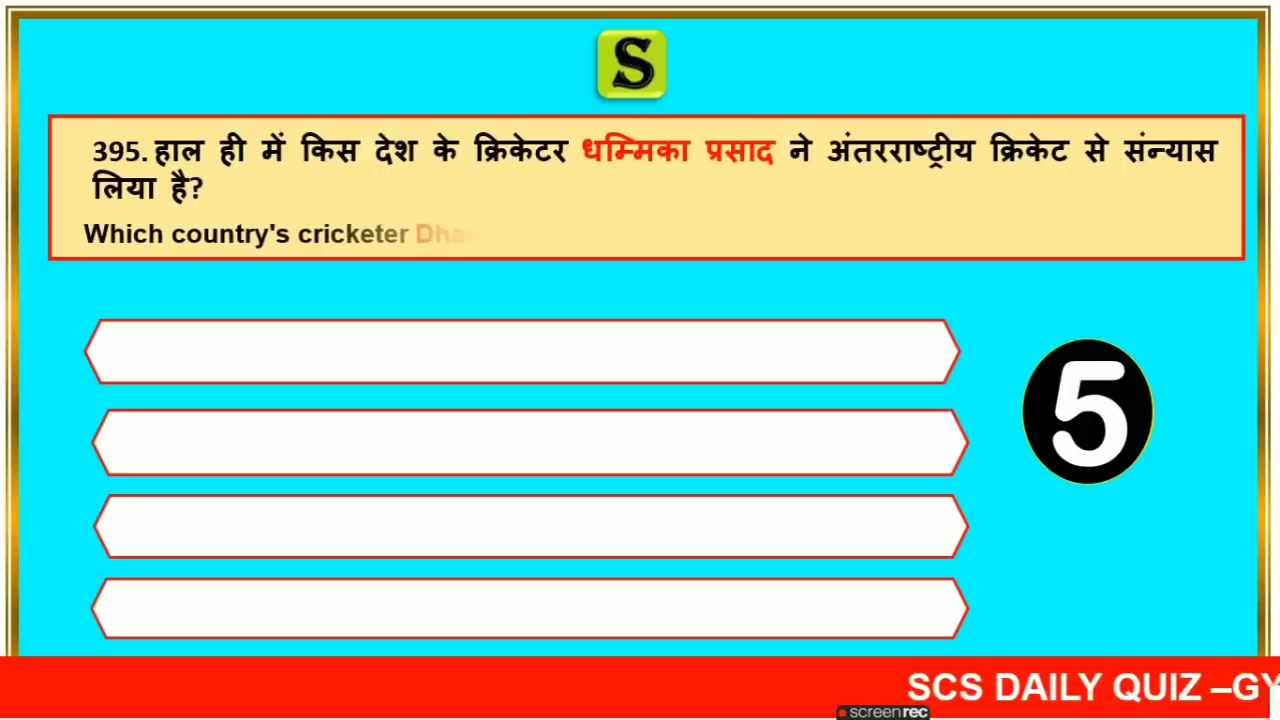 S
395. हाल ही में किस देश के क्रिकेटर धम्मिका प्रसाद ने अंतरराष्ट्रीय क्रिकेट से संन्यास
लिया है?
Which country's cricketer
5
SCS DAILY QUIZ –GY
screenrec